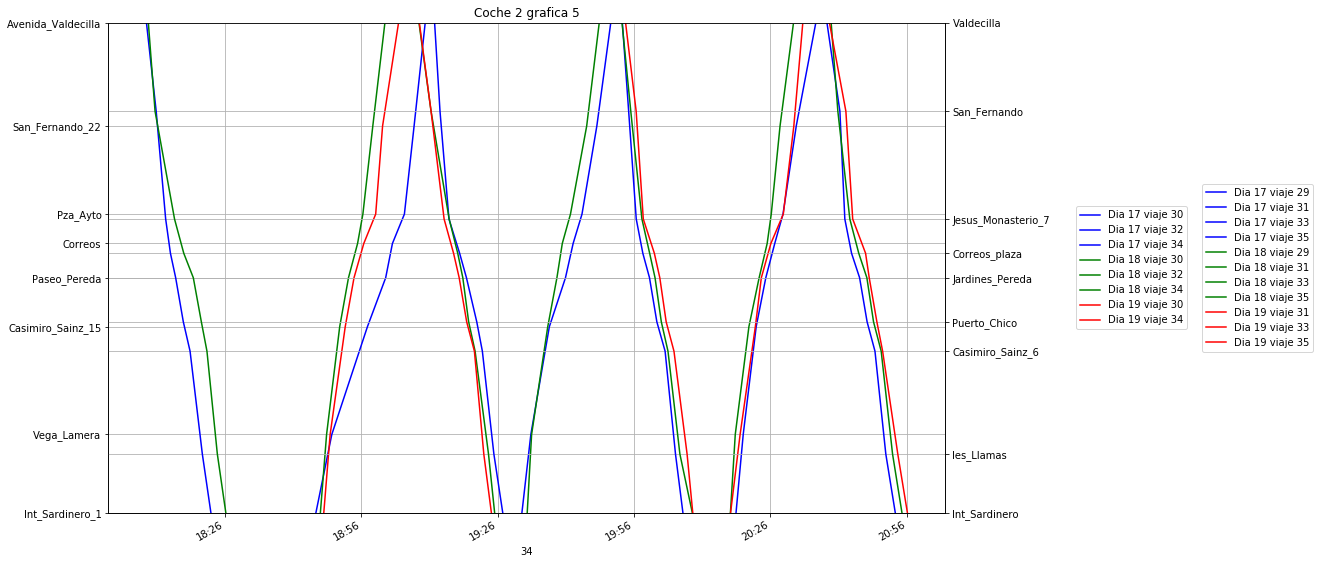 Coche 2 grafica 5
Avenida_Valdecilla
San_Fernando_22
Pza_Ayto
Correos
Paseo_Pereda
Casimiro_Sainz_15
Vega_Lamera
Int_Sardinero_1
Valdecilla
San_Fernando
Jesus_Monasterio_7
Correos_plaza
Jardines_Pereda
Puerto_Chico
Casimiro_Sainz_6
Ies_Llamas
Int_Sardinero
18:26
18:56
19:26
19:56
20:26
20:56
34
Dia 17 viaje 30
Dia 17 viaje 32
Dia 17 viaje 34
Dia 18 viaje 30
Dia 18 viaje 32
Dia 18 viaje 34
Dia 19 viaje 30
Dia 19 viaje 34
Dia 17 viaje 29
Dia 17 viaje 31
Dia 17 viaje 33
Dia 17 viaje 35
Dia 18 viaje 29
Dia 18 viaje 31
Dia 18 viaje 33
Dia 18 viaje 35
Dia 19 viaje 31
Dia 19 viaje 33
Dia 19 viaje 35